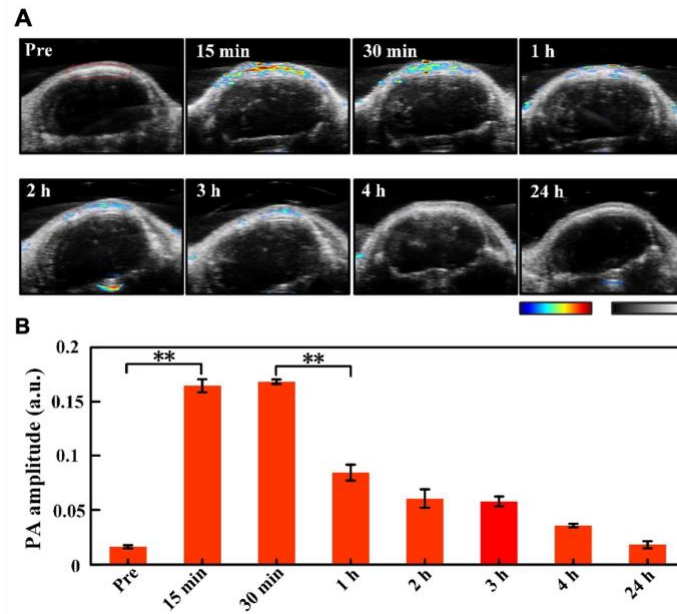 A
Pre
15 min
30 min
1 h
2 h
3 h
4 h
24 h
B
PA amplitude (a.u.)
0.2
0.15
0.1
0.05
0
**
**
Pre
15 min
30 min
1 h
2 h
3 h
4 h
24 h